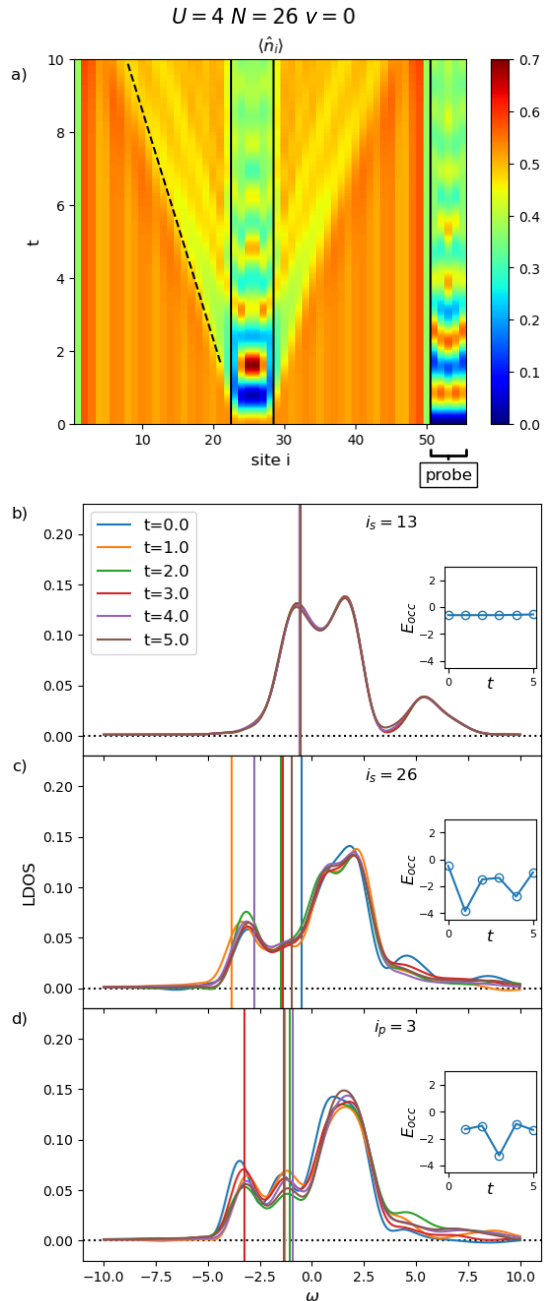 U = 4 N = 26 v = 0
⟨n̂ᵢ⟩
a)
10
8
6
4
2
0
t
10
20
30
40
50
site i
probe
0.7
0.6
0.5
0.4
0.3
0.2
0.1
0.0
b)
t=0.0
t=1.0
t=2.0
t=3.0
t=4.0
t=5.0
i_s = 13
0.20
0.15
0.10
0.05
0.00
E_occ
2
0
−2
−4
0
5
t
c)
i_s = 26
0.20
0.15
0.10
0.05
0.00
LDOS
E_occ
2
0
−2
−4
0
5
t
d)
i_p = 3
0.20
0.15
0.10
0.05
0.00
E_occ
2
0
−2
−4
0
5
t
−10.0
−7.5
−5.0
−2.5
0.0
2.5
5.0
7.5
10.0
ω